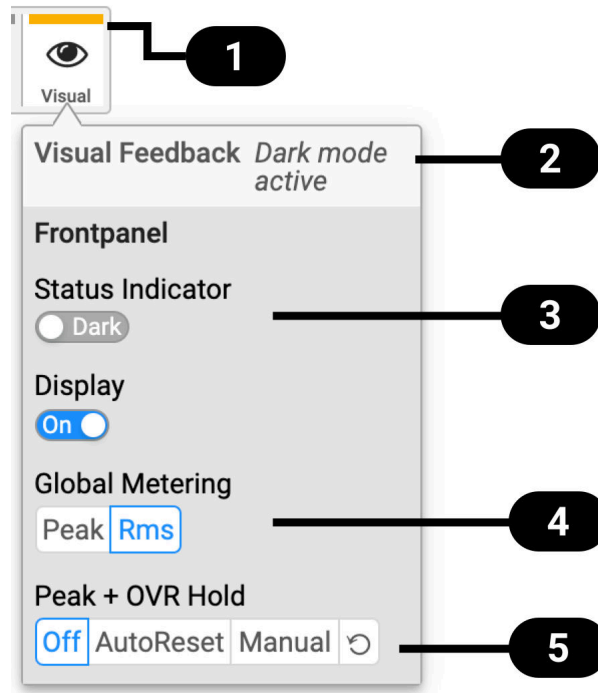 1
Visual
Visual Feedback Dark mode
active
2
Frontpanel
Status Indicator
Dark
3
Display
On
Global Metering
Peak Rms
4
Peak + OVR Hold
Off AutoReset Manual
5